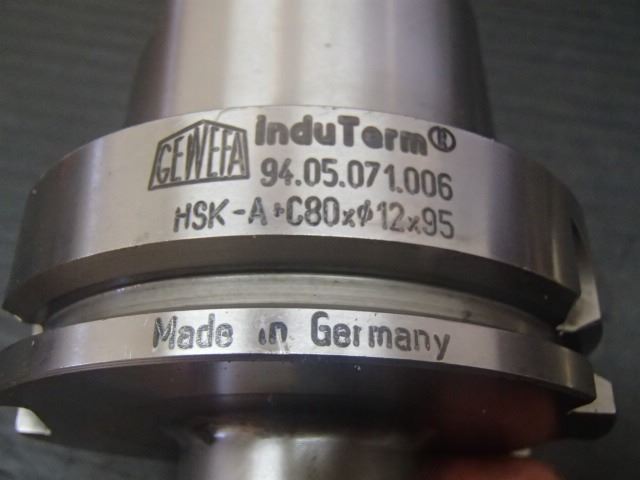 GEWEFA
induTerm®
94.05.071.006
HSK-A+C80xϕ12x95
Made in Germany